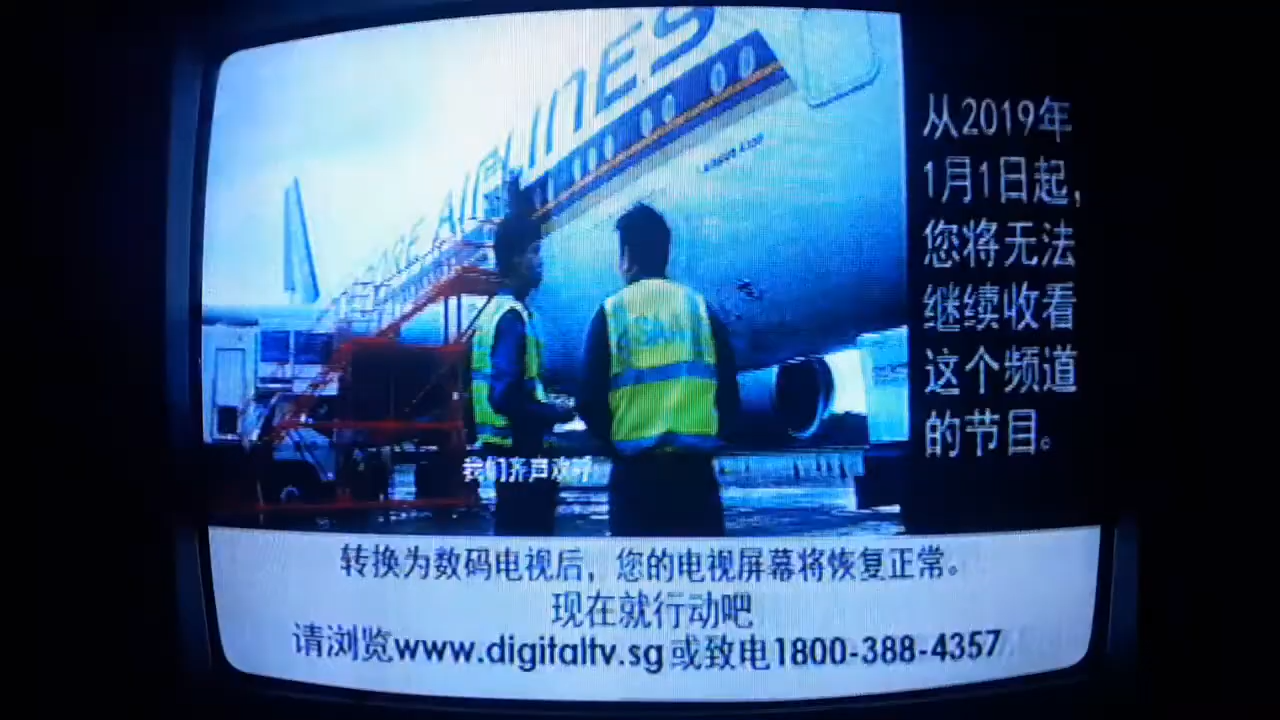 AIRLINES
从2019年
1月1日起,
您将无法
继续收看
这个频道
的节目。
我们齐声欢呼
转换为数码电视后，您的电视屏幕将恢复正常。
现在就行动吧
请浏览www.digitaltv.sg或致电1800-388-4357